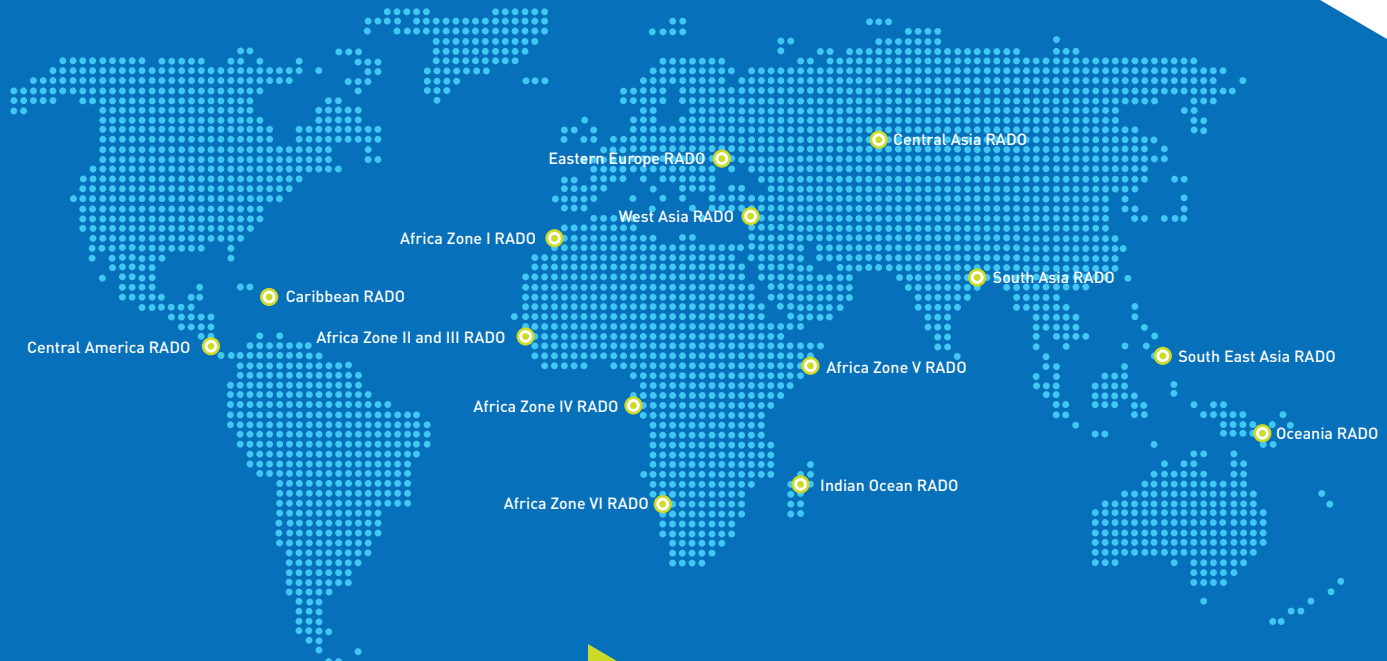 Central Asia RADO
Eastern Europe RADO
West Asia RADO
Africa Zone I RADO
South Asia RADO
Caribbean RADO
Africa Zone II and III RADO
Central America RADO
South East Asia RADO
Africa Zone V RADO
Africa Zone IV RADO
Oceania RADO
Indian Ocean RADO
Africa Zone VI RADO